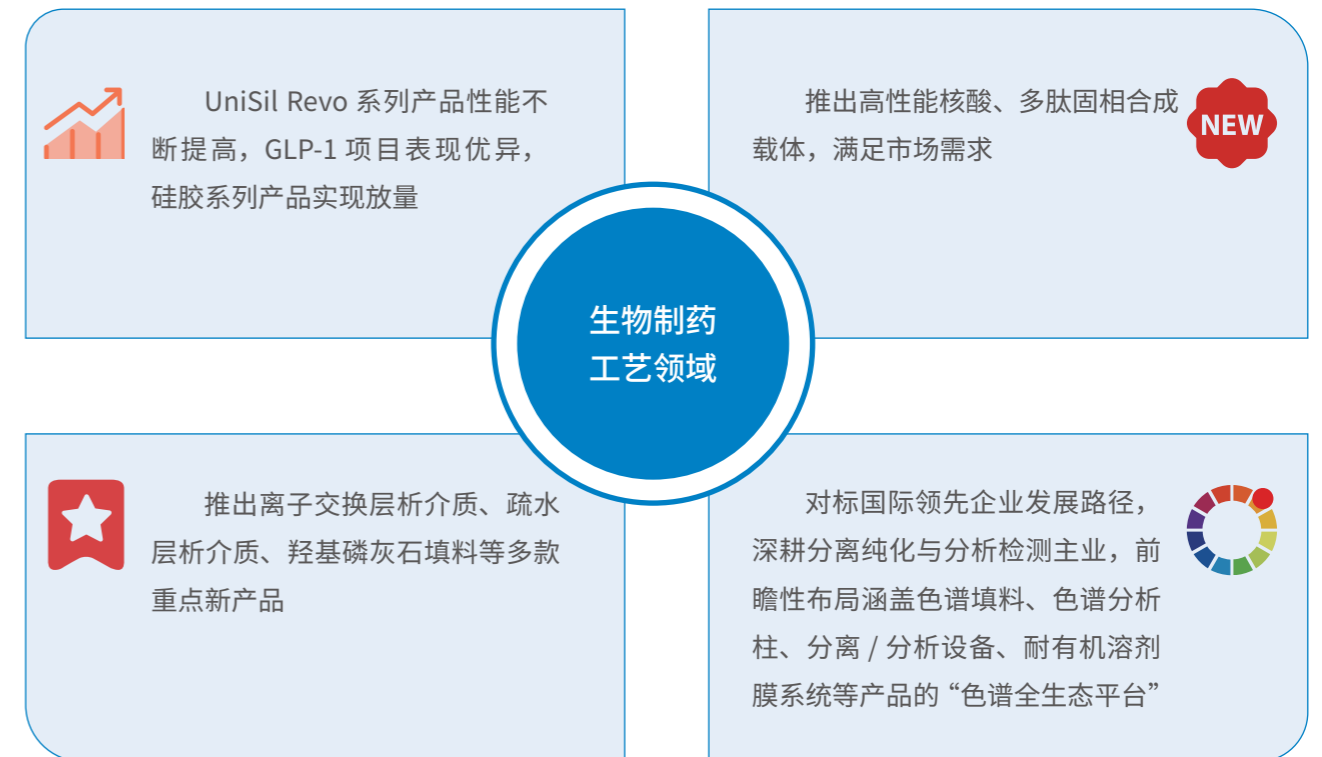 UniSil Revo 系列产品性能不
断提高，GLP-1 项目表现优异，
硅胶系列产品实现放量
推出高性能核酸、多肽固相合成
载体，满足市场需求
NEW
生物制药
工艺领域
推出离子交换层析介质、疏水
层析介质、羟基磷灰石填料等多款
重点新产品
对标国际领先企业发展路径，
深耕分离纯化与分析检测主业，前
瞻性布局涵盖色谱填料、色谱分析
柱、分离 / 分析设备、耐有机溶剂
膜系统等产品的 “色谱全生态平台”